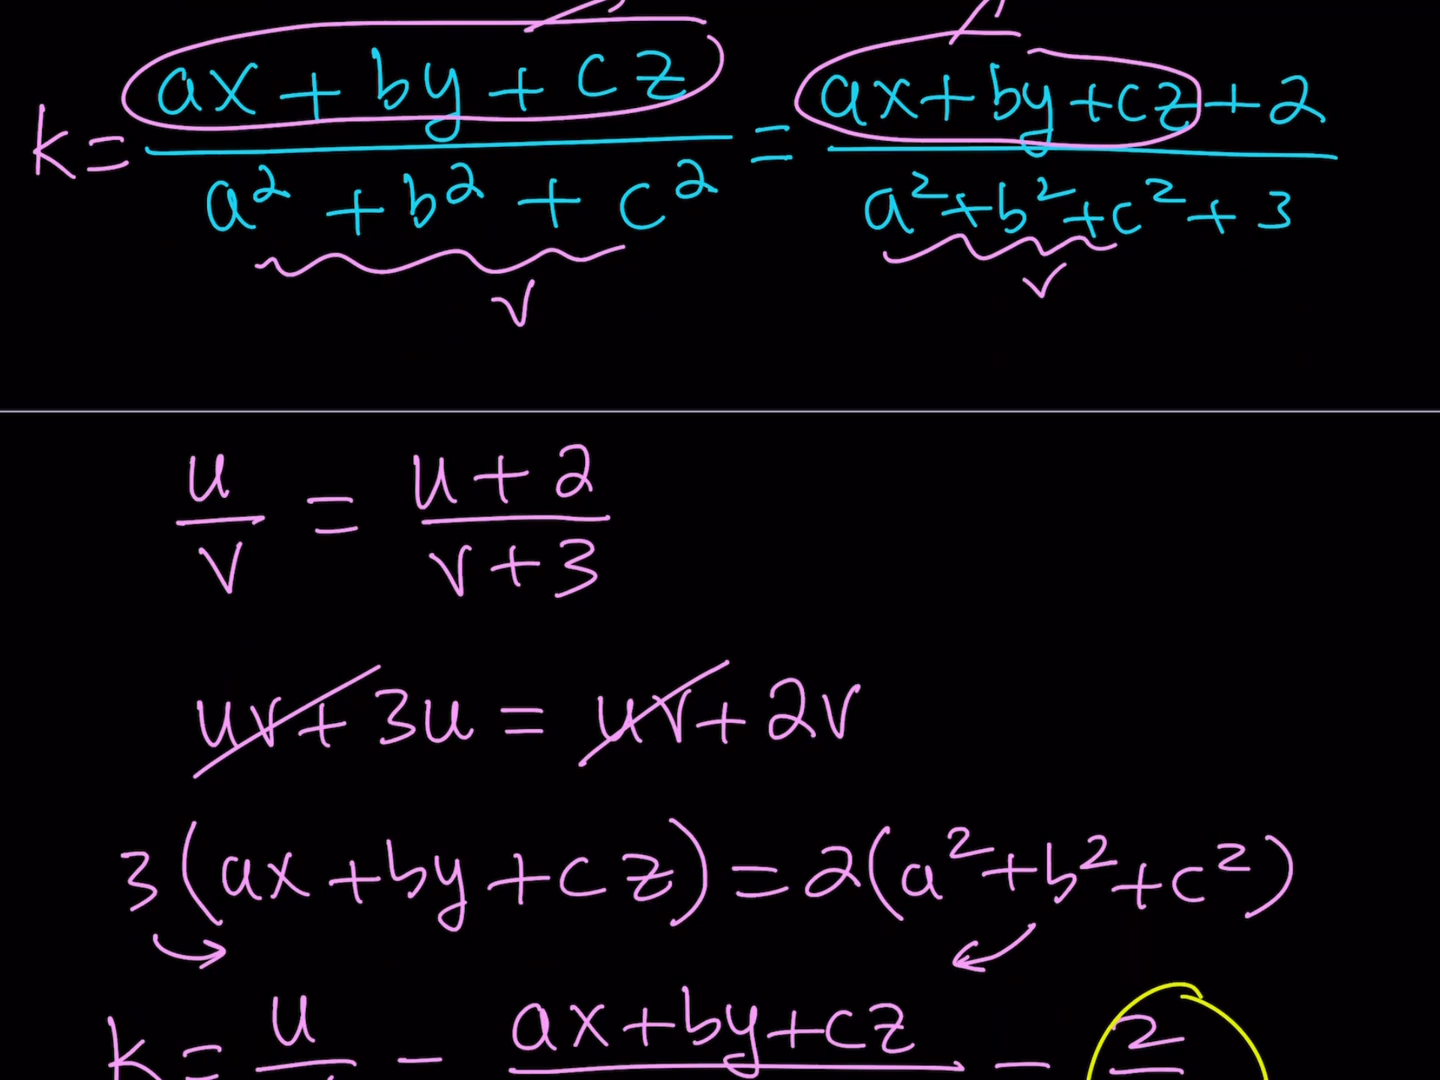 k = (ax + by + cz)/(a² + b² + c²) = (ax + by + cz + 2)/(a² + b² + c² + 3)
v v
u/v = (u + 2)/(v + 3)
uv + 3u = uv + 2v
3(ax + by + cz) = 2(a² + b² + c²)
k = u = ax + by + cz = 2